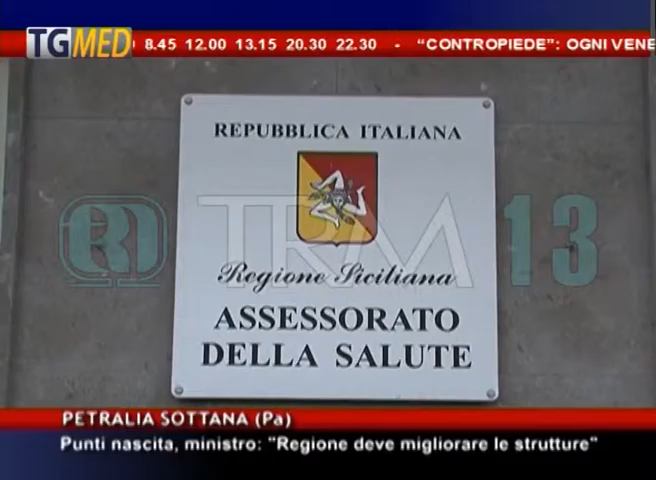 TGMED
8.45 12.00 13.15 20.30 22.30 - "CONTROPIEDE": OGNI VENE
REPUBBLICA ITALIANA
TRM 13
Regione Siciliana
ASSESSORATO
DELLA SALUTE
PETRALIA SOTTANA (Pa)
Punti nascita, ministro: "Regione deve migliorare le strutture"